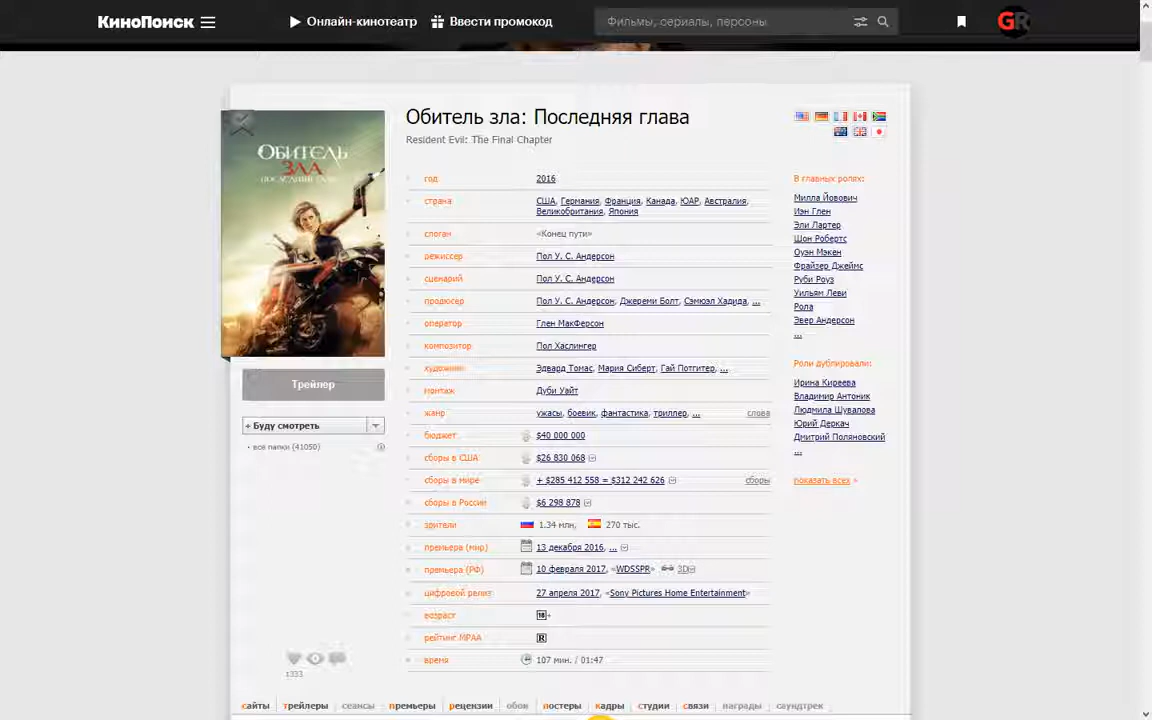 КиноПоиск
Онлайн-кинотеатр
Ввести промокод
Фильмы, сериалы, персоны
GR
ОБИТЕЛЬ
ЗЛА
Обитель зла: Последняя глава
Resident Evil: The Final Chapter
год 2016
страна США, Германия, Франция, Канада, ЮАР, Австралия,
Великобритания, Япония
слоган «Конец пути»
режиссер Пол У. С. Андерсон
сценарий Пол У. С. Андерсон
продюсер Пол У. С. Андерсон, Джереми Болт, Сэмюэл Хадида, ...
оператор Глен МакФерсон
композитор Пол Хаслингер
художник Эдвард Томас, Мария Сиберт, Гай Потгитер, ...
монтаж Дуби Уайт
жанр ужасы, боевик, фантастика, триллер, ... слова
бюджет $40 000 000
сборы в США $26 830 068
сборы в мире + $285 412 558 = $312 242 626 сборы
сборы в России $6 298 878
зрители 1.34 млн, 270 тыс.
премьера (мир) 13 декабря 2016, ...
премьера (РФ) 10 февраля 2017, «WDSSPR» 3D
цифровой релиз 27 апреля 2017, «Sony Pictures Home Entertainment»
возраст 18+
рейтинг MPAA R
время 107 мин. / 01:47
В главных ролях:
Милла Йовович
Иэн Глен
Эли Лартер
Шон Робертс
Оуэн Мэкен
Фрайзер Джеймс
Руби Роуз
Уильям Леви
Рола
Эвер Андерсон
...
Роли дублировали:
Ирина Киреева
Владимир Антоник
Людмила Шувалова
Юрий Деркач
Дмитрий Поляновский
...
показать всех »
Трейлер
+ Буду смотреть
• все папки (41050)
1333
сайты трейлеры сеансы премьеры рецензии обои постеры кадры студии связи награды саундтрек